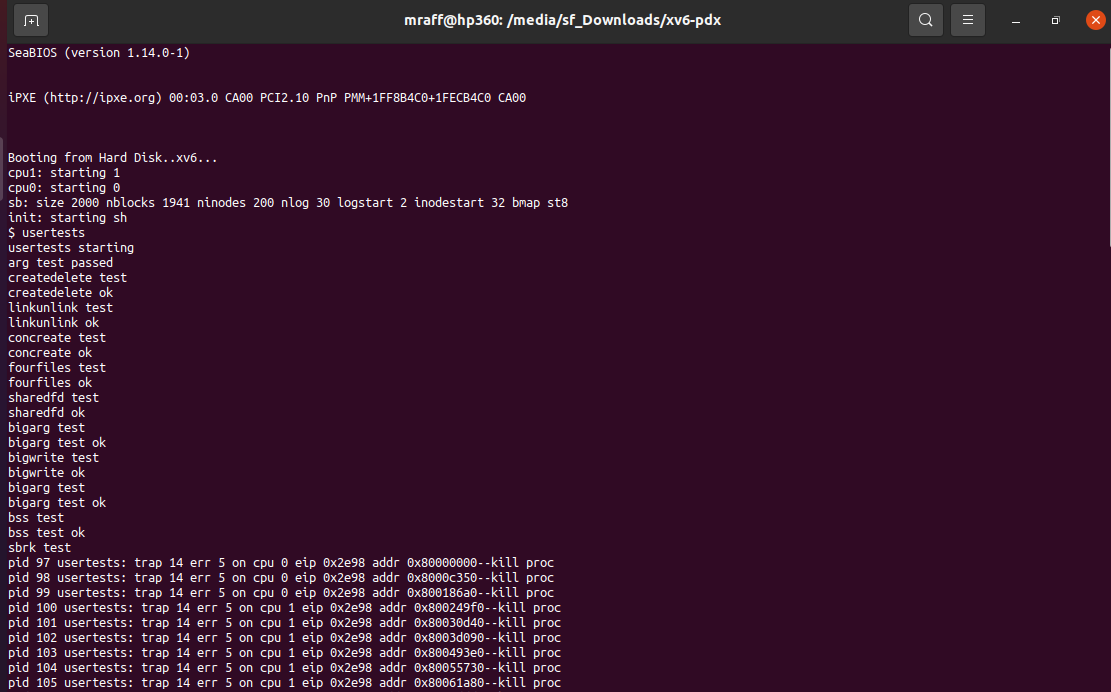 mraff@hp360: /media/sf_Downloads/xv6-pdx
SeaBIOS (version 1.14.0-1)
iPXE (http://ipxe.org) 00:03.0 CA00 PCI2.10 PnP PMM+1FF8B4C0+1FECB4C0 CA00
Booting from Hard Disk..xv6...
cpu1: starting 1
cpu0: starting 0
sb: size 2000 nblocks 1941 ninodes 200 nlog 30 logstart 2 inodestart 32 bmap st8
init: starting sh
$ usertests
usertests starting
arg test passed
createdelete test
createdelete ok
linkunlink test
linkunlink ok
concreate test
concreate ok
fourfiles test
fourfiles ok
sharedfd test
sharedfd ok
bigarg test
bigarg test ok
bigwrite test
bigwrite ok
bigarg test
bigarg test ok
bss test
bss test ok
sbrk test
pid 97 usertests: trap 14 err 5 on cpu 0 eip 0x2e98 addr 0x80000000--kill proc
pid 98 usertests: trap 14 err 5 on cpu 0 eip 0x2e98 addr 0x8000c350--kill proc
pid 99 usertests: trap 14 err 5 on cpu 0 eip 0x2e98 addr 0x800186a0--kill proc
pid 100 usertests: trap 14 err 5 on cpu 1 eip 0x2e98 addr 0x800249f0--kill proc
pid 101 usertests: trap 14 err 5 on cpu 1 eip 0x2e98 addr 0x80030d40--kill proc
pid 102 usertests: trap 14 err 5 on cpu 1 eip 0x2e98 addr 0x8003d090--kill proc
pid 103 usertests: trap 14 err 5 on cpu 1 eip 0x2e98 addr 0x800493e0--kill proc
pid 104 usertests: trap 14 err 5 on cpu 1 eip 0x2e98 addr 0x80055730--kill proc
pid 105 usertests: trap 14 err 5 on cpu 1 eip 0x2e98 addr 0x80061a80--kill proc